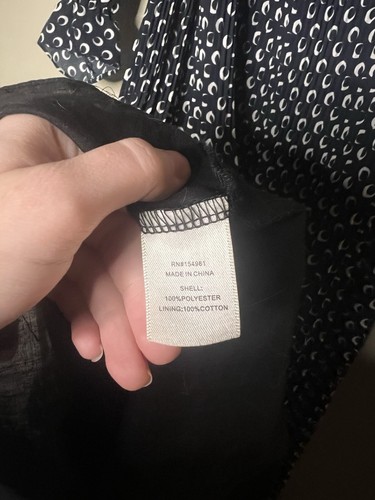 RN#154981
MADE IN CHINA
SHELL:
100%POLYESTER
LINING:100%COTTON